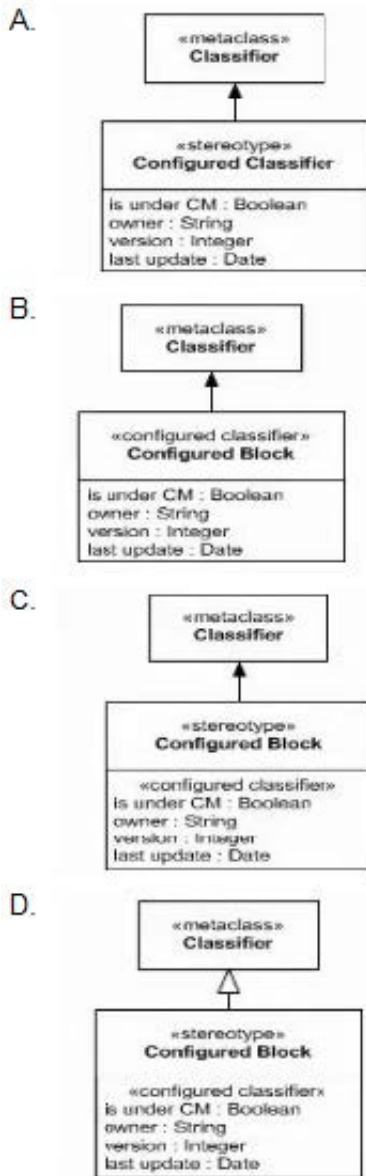 A.
«metaclass»
Classifier
«stereotype»
Configured Classifier
is under CM : Boolean
owner : String
version : Integer
last update : Date
B.
«metaclass»
Classifier
«configured classifier»
Configured Block
is under CM : Boolean
owner : String
version : Integer
last update : Date
C.
«metaclass»
Classifier
«stereotype»
Configured Block
«configured classifier»
is under CM : Boolean
owner : String
version : Integer
last update : Date
D.
«metaclass»
Classifier
«stereotype»
Configured Block
«configured classifier»
is under CM : Boolean
owner : String
version : Integer
last update : Date